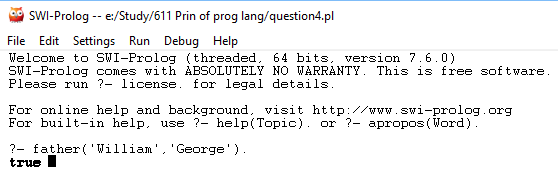 SWI-Prolog -- e:/Study/611 Prin of prog lang/question4.pl
File Edit Settings Run Debug Help
Welcome to SWI-Prolog (threaded, 64 bits, version 7.6.0)
SWI-Prolog comes with ABSOLUTELY NO WARRANTY. This is free software.
Please run ?- license. for legal details.
For online help and background, visit http://www.swi-prolog.org
For built-in help, use ?- help(Topic). or ?- apropos(Word).
?- father('William','George').
true